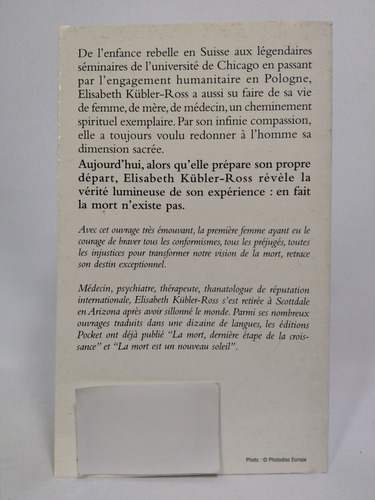 De l'enfance rebelle en Suisse aux légendaires
séminaires de l'université de Chicago en passant
par l'engagement humanitaire en Pologne,
Elisabeth Kübler-Ross a aussi su faire de sa vie
de femme, de mère, de médecin, un cheminement
spirituel exemplaire. Par son infinie compassion,
elle a toujours voulu redonner à l'homme sa
dimension sacrée.
Aujourd'hui, alors qu'elle prépare son propre
départ, Elisabeth Kübler-Ross révèle la
vérité lumineuse de son expérience : en fait
la mort n'existe pas.
Avec cet ouvrage très émouvant, la première femme ayant eu le
courage de braver tous les conformismes, tous les préjugés, toutes
les injustices pour transformer notre vision de la mort, retrace
son destin exceptionnel.
Médecin, psychiatre, thérapeute, thanatologue de réputation
internationale, Elisabeth Kübler-Ross s'est retirée à Scottdale
en Arizona après avoir sillonné le monde. Parmi ses nombreux
ouvrages traduits dans une dizaine de langues, les éditions
Pocket ont déjà publié "La mort, dernière étape de la crois-
sance" et "La mort est un nouveau soleil".
Photo : © Photodisc Europe